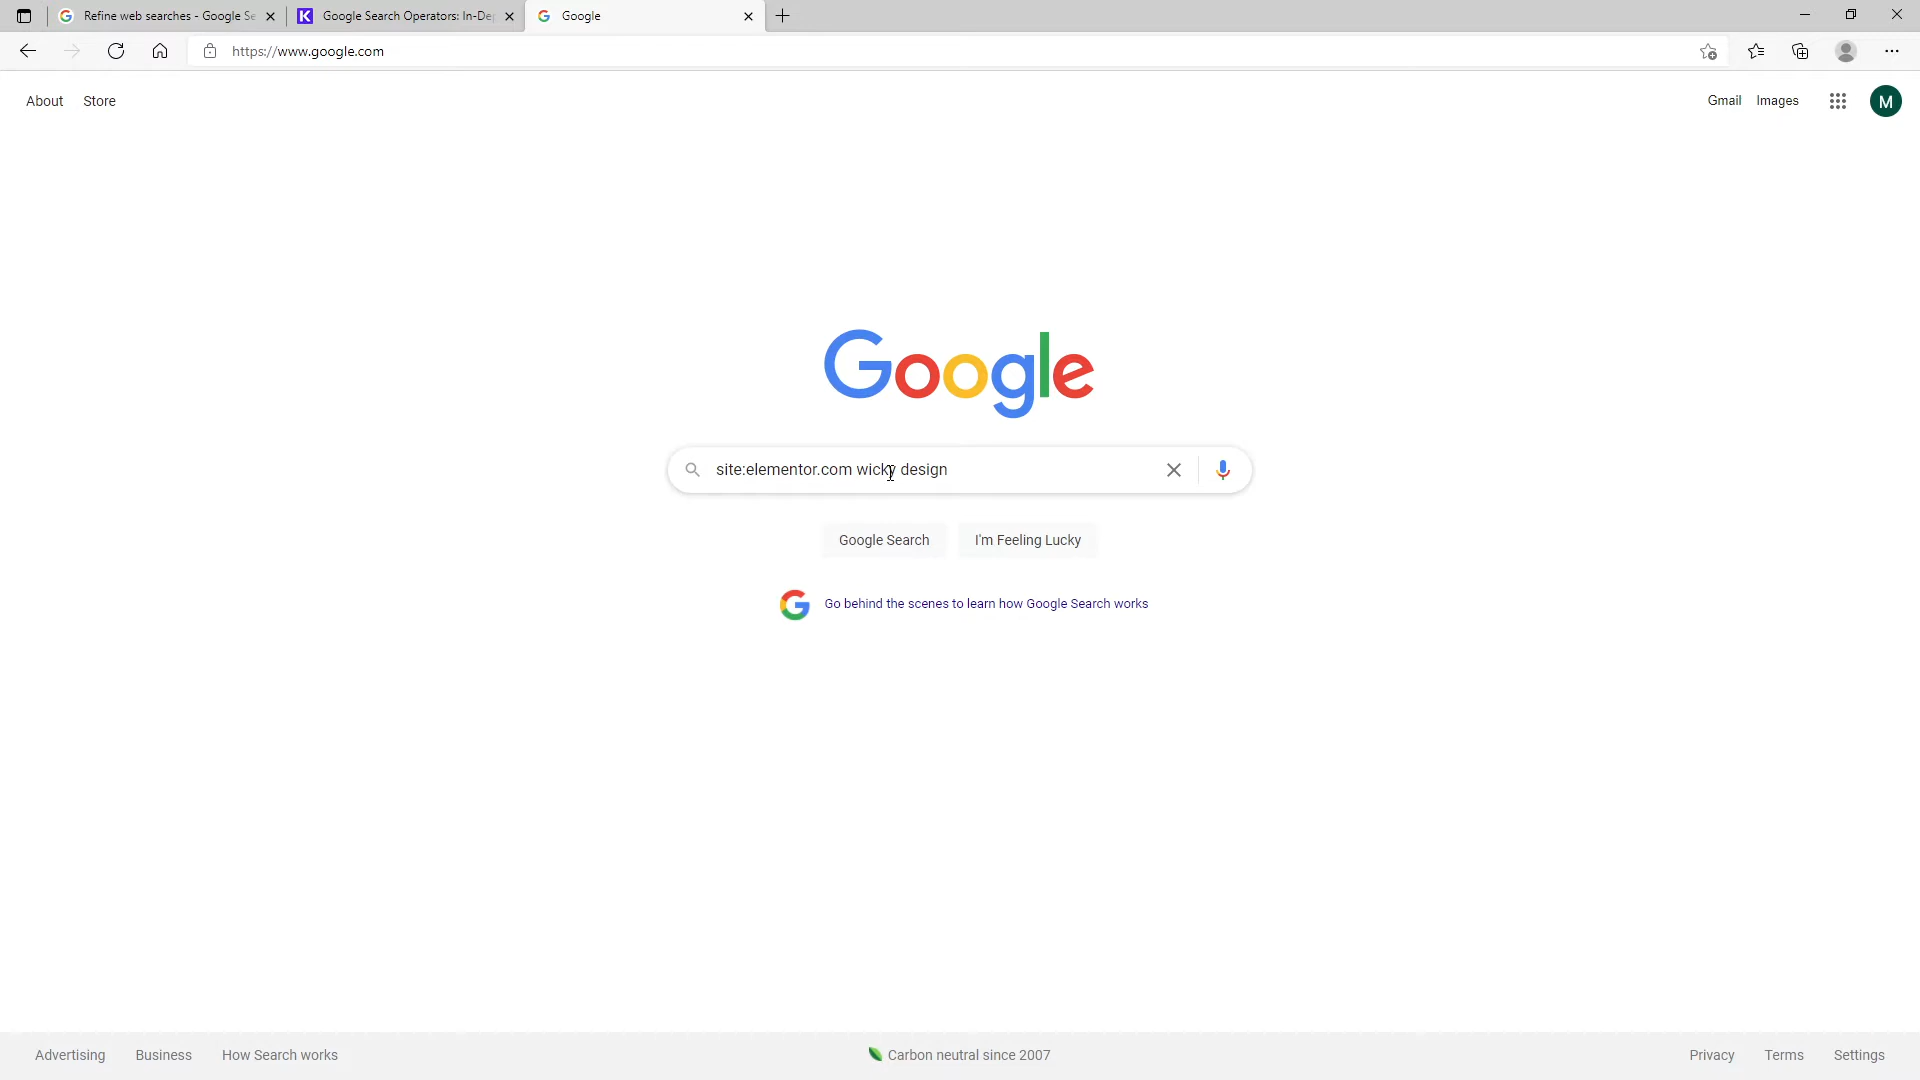 Refine web searches - Google Se
Google Search Operators: In-De
Google
https://www.google.com
About Store
Gmail Images
M
Google
site:elementor.com wicky design
Google Search I'm Feeling Lucky
Go behind the scenes to learn how Google Search works
Advertising Business How Search works
Carbon neutral since 2007
Privacy Terms Settings